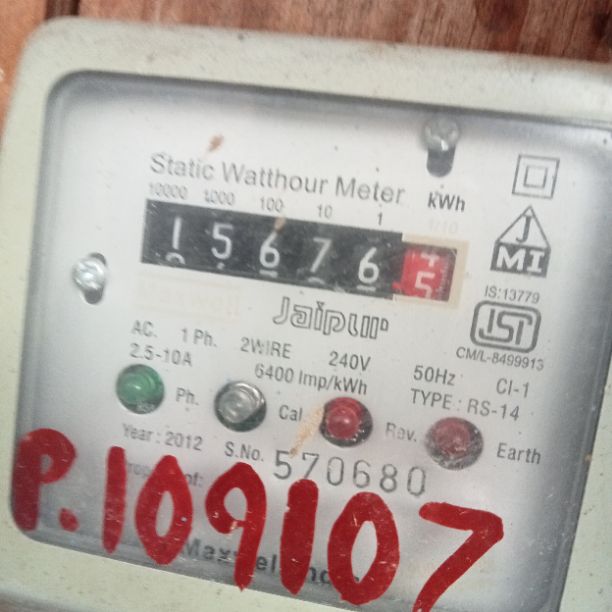 Static Watthour Meter
10000 1000 100 10 1 kWh
1/10
1 5 6 7 6 5
J
MI
IS:13779
ISI
CM/L-8499913
Jaipur
AC. 1 Ph. 2WIRE 240V 50Hz Cl-1
2.5-10A 6400 Imp/kWh TYPE : RS-14
Ph. Cal Rev. Earth
Year : 2012 S.No. 570680
P.109107